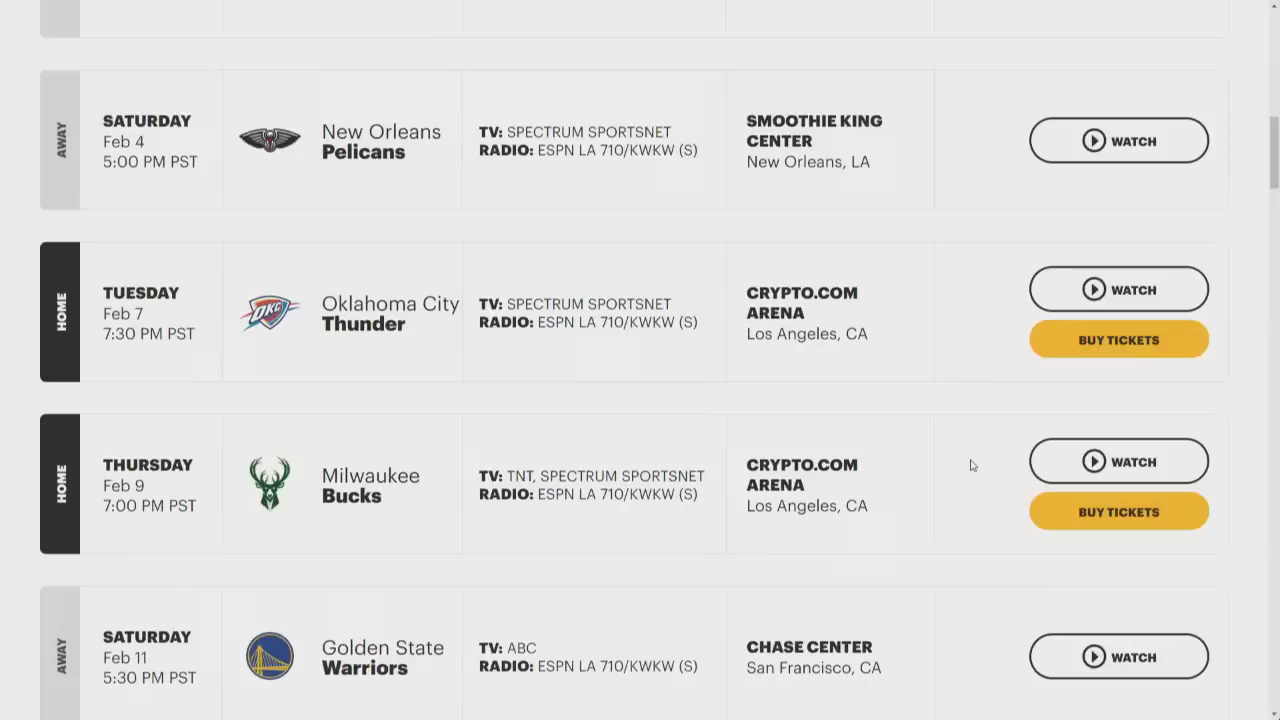 AWAY
SATURDAY
Feb 4
5:00 PM PST
New Orleans
Pelicans
TV: SPECTRUM SPORTSNET
RADIO: ESPN LA 710/KWKW (S)
SMOOTHIE KING
CENTER
New Orleans, LA
WATCH
HOME
TUESDAY
Feb 7
7:30 PM PST
OKC
Oklahoma City
Thunder
TV: SPECTRUM SPORTSNET
RADIO: ESPN LA 710/KWKW (S)
CRYPTO.COM
ARENA
Los Angeles, CA
WATCH
BUY TICKETS
HOME
THURSDAY
Feb 9
7:00 PM PST
Milwaukee
Bucks
TV: TNT, SPECTRUM SPORTSNET
RADIO: ESPN LA 710/KWKW (S)
CRYPTO.COM
ARENA
Los Angeles, CA
WATCH
BUY TICKETS
AWAY
SATURDAY
Feb 11
5:30 PM PST
Golden State
Warriors
TV: ABC
RADIO: ESPN LA 710/KWKW (S)
CHASE CENTER
San Francisco, CA
WATCH